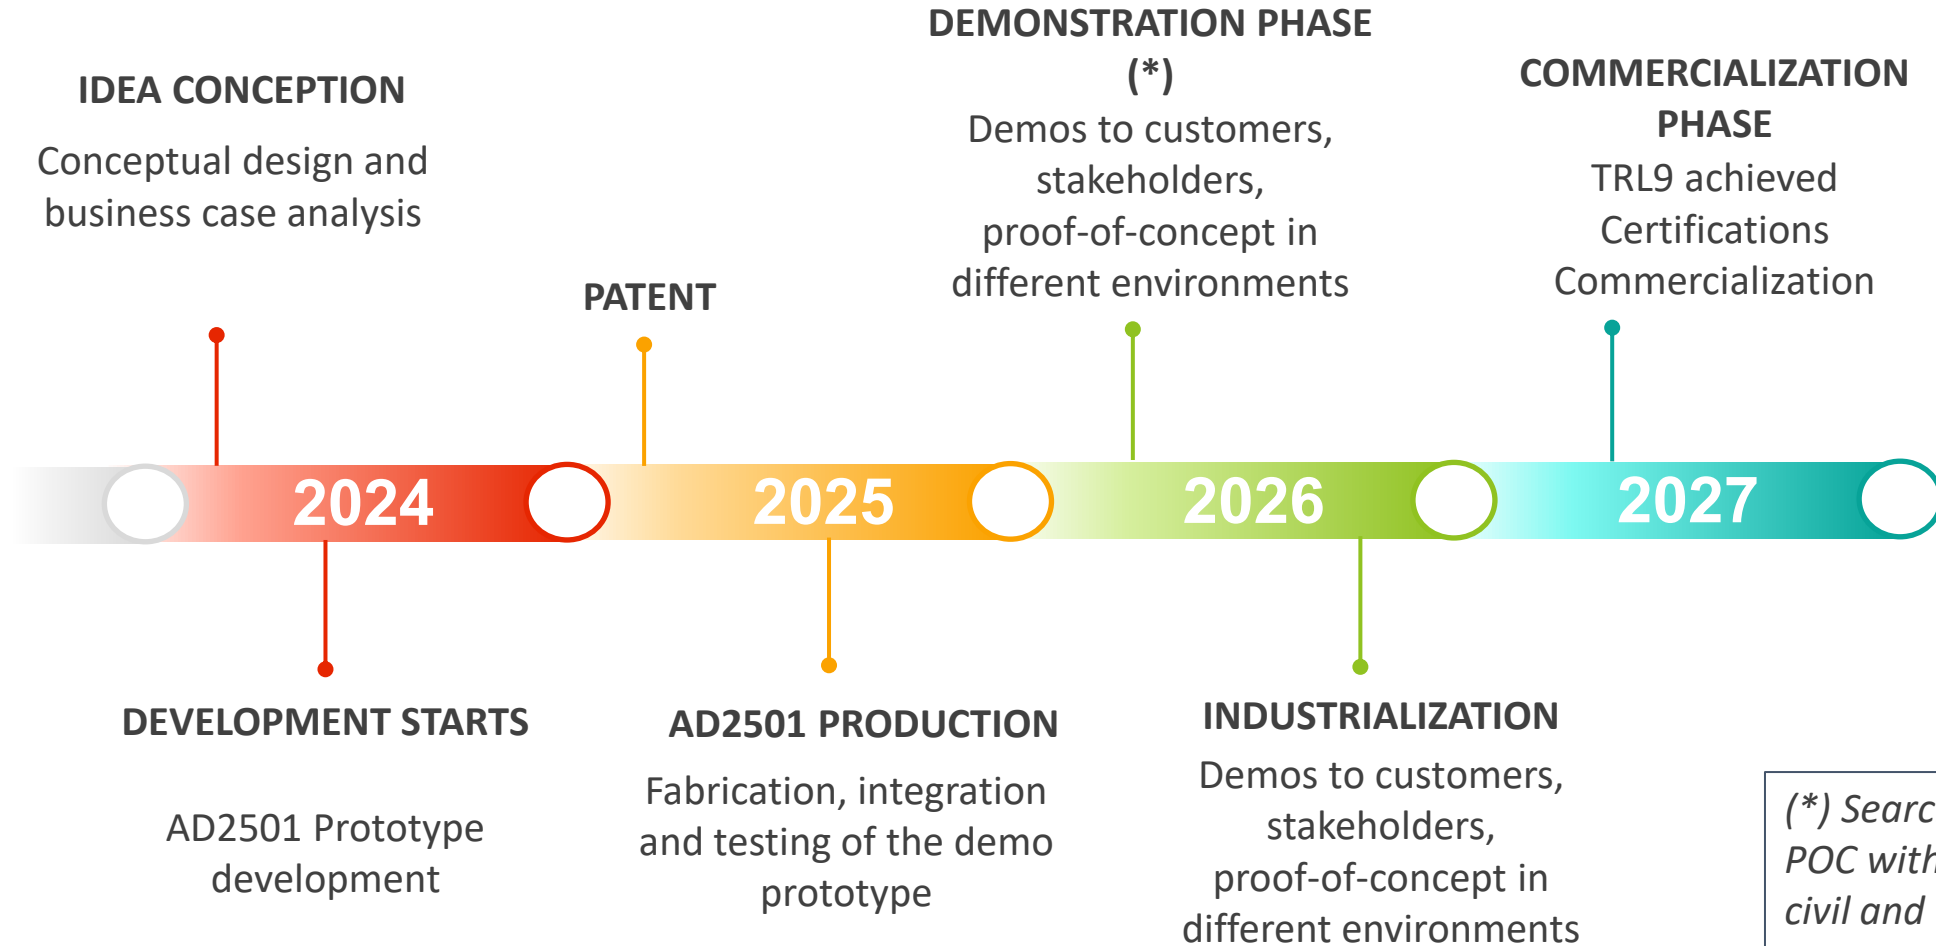 IDEA CONCEPTION
Conceptual design and
business case analysis
PATENT
DEMONSTRATION PHASE
(*)
Demos to customers,
stakeholders,
proof-of-concept in
different environments
COMMERCIALIZATION
PHASE
TRL9 achieved
Certifications
Commercialization
2024
2025
2026
2027
DEVELOPMENT STARTS
AD2501 Prototype
development
AD2501 PRODUCTION
Fabrication, integration
and testing of the demo
prototype
INDUSTRIALIZATION
Demos to customers,
stakeholders,
proof-of-concept in
different environments
(*)
POC
civil and